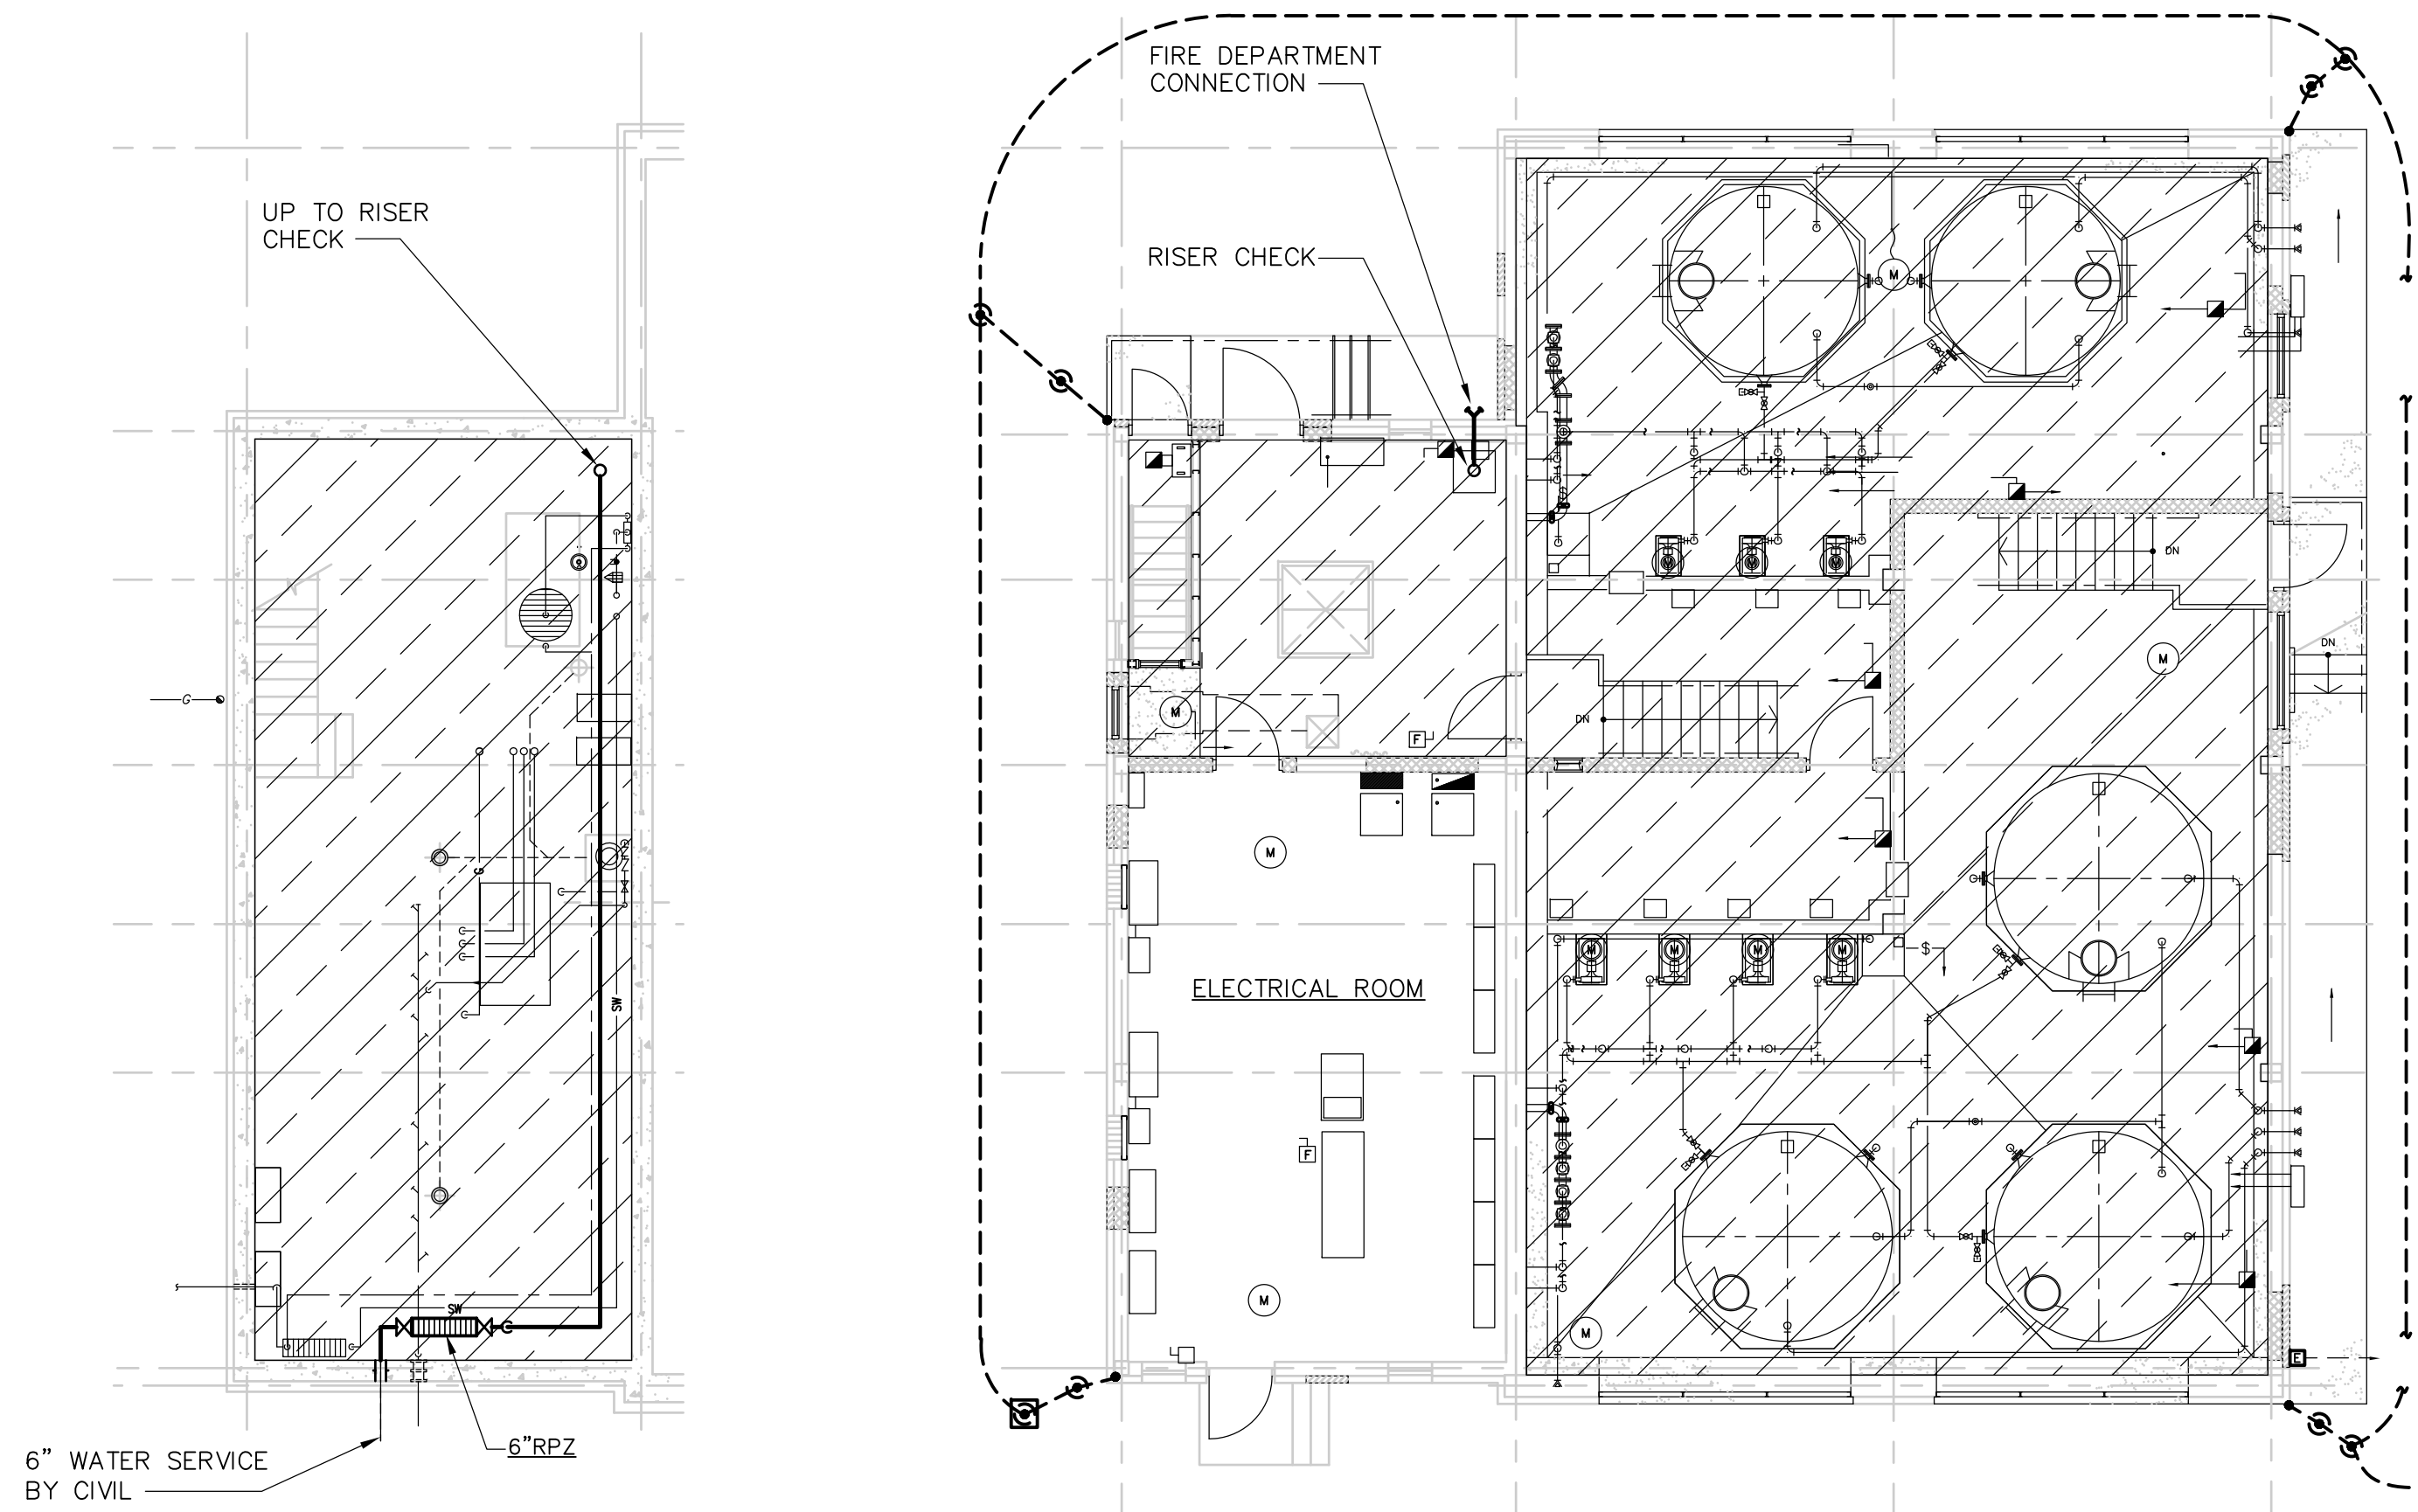 FIRE DEPARTMENT
CONNECTION
UP TO RISER
CHECK
RISER CHECK
M
M
M
M
DN
M
DN
G
M
F
M
G
M
M
M
M
$
$
ELECTRICAL ROOM
SW
F
M
SW
M
E
6" WATER SERVICE
BY CIVIL
6"RPZ
DN